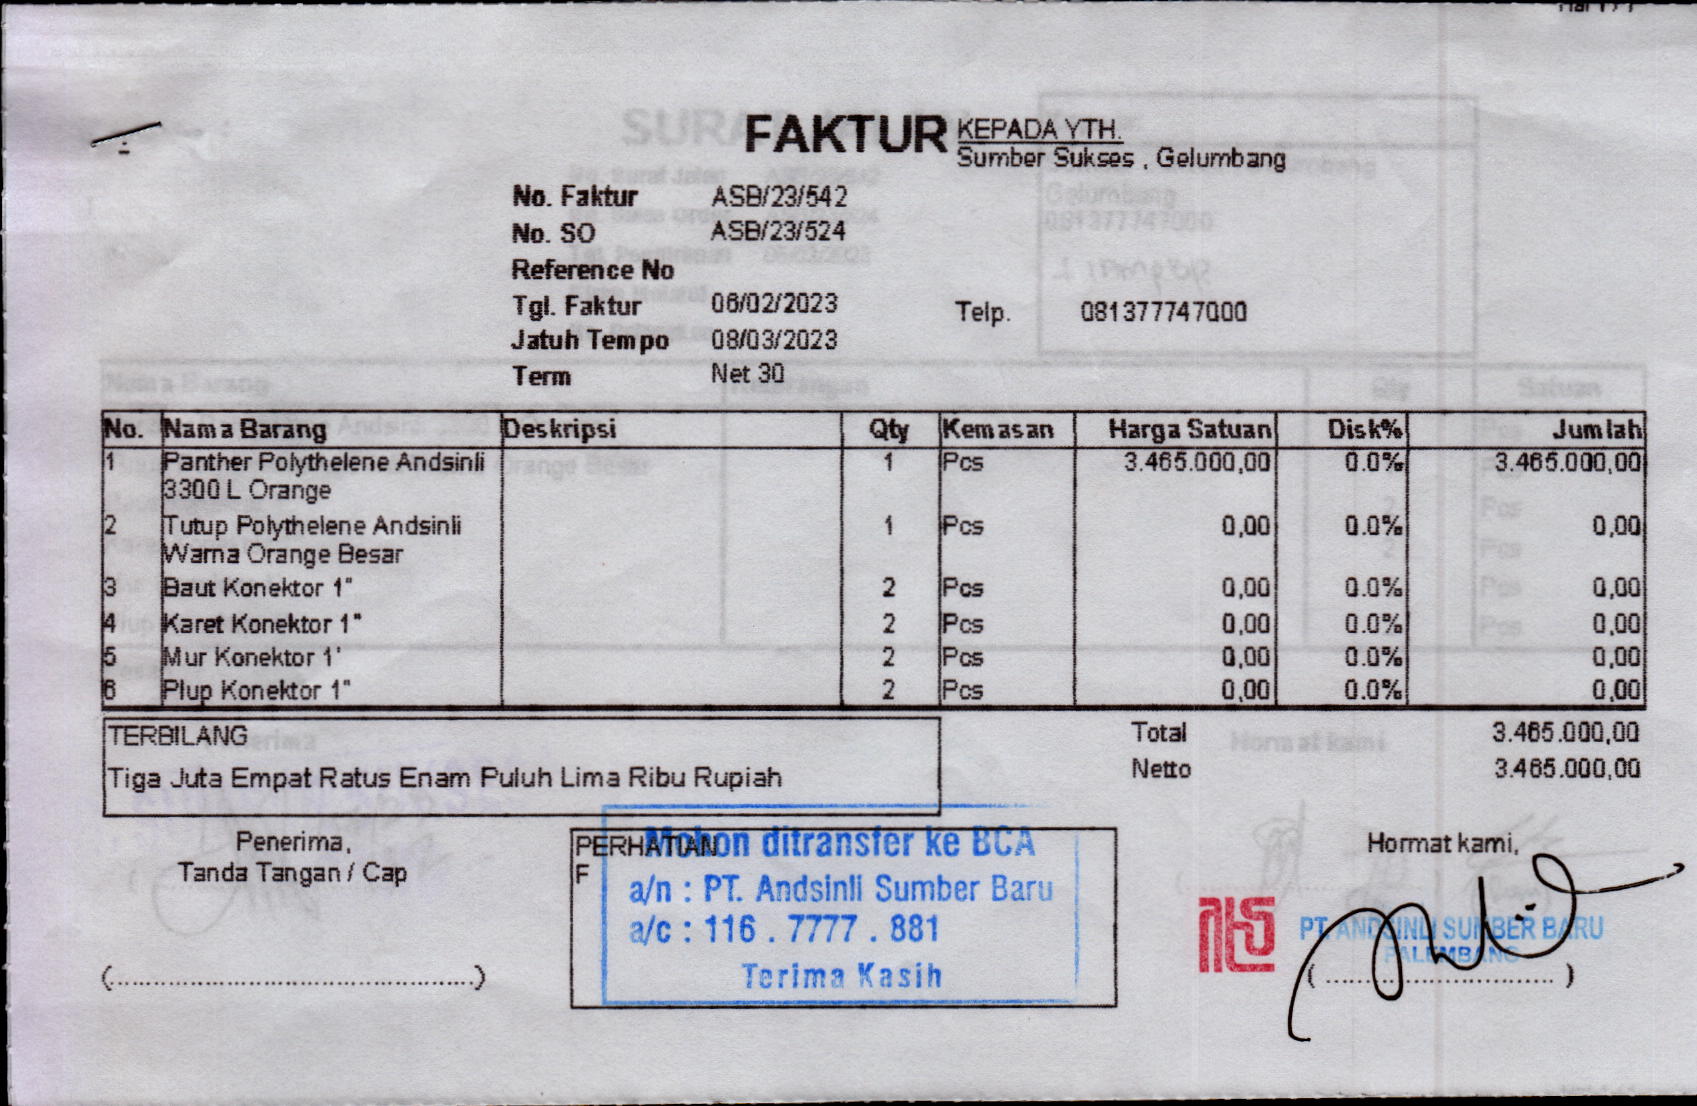 FAKTUR
KEPADA YTH.
Sumber Sukses , Gelumbang
No. Faktur ASB/23/542
No. SO ASB/23/524
Reference No
Tgl. Faktur 06/02/2023
Telp. 081377747000
Jatuh Tempo 08/03/2023
Term Net 30
No. Nama Barang Deskripsi Qty Kemasan Harga Satuan Disk% Jumlah
1 Panther Polythelene Andsinli 1 Pcs 3.465.000,00 0.0% 3.465.000,00
3300 L Orange
2 Tutup Polythelene Andsinli 1 Pcs 0,00 0.0% 0,00
Warna Orange Besar
3 Baut Konektor 1" 2 Pcs 0,00 0.0% 0,00
4 Karet Konektor 1" 2 Pcs 0,00 0.0% 0,00
5 Mur Konektor 1' 2 Pcs 0,00 0.0% 0,00
6 Plup Konektor 1" 2 Pcs 0,00 0.0% 0,00
TERBILANG
Tiga Juta Empat Ratus Enam Puluh Lima Ribu Rupiah
Total 3.465.000,00
Netto 3.465.000,00
Penerima,
Tanda Tangan / Cap
(..............................................)
PERHATIAN
F
Mohon ditransfer ke BCA
a/n : PT. Andsinli Sumber Baru
a/c : 116 . 7777 . 881
Terima Kasih
Hormat kami,
PT. ANDSINLI SUMBER BARU
PALEMBANG
(..............................)